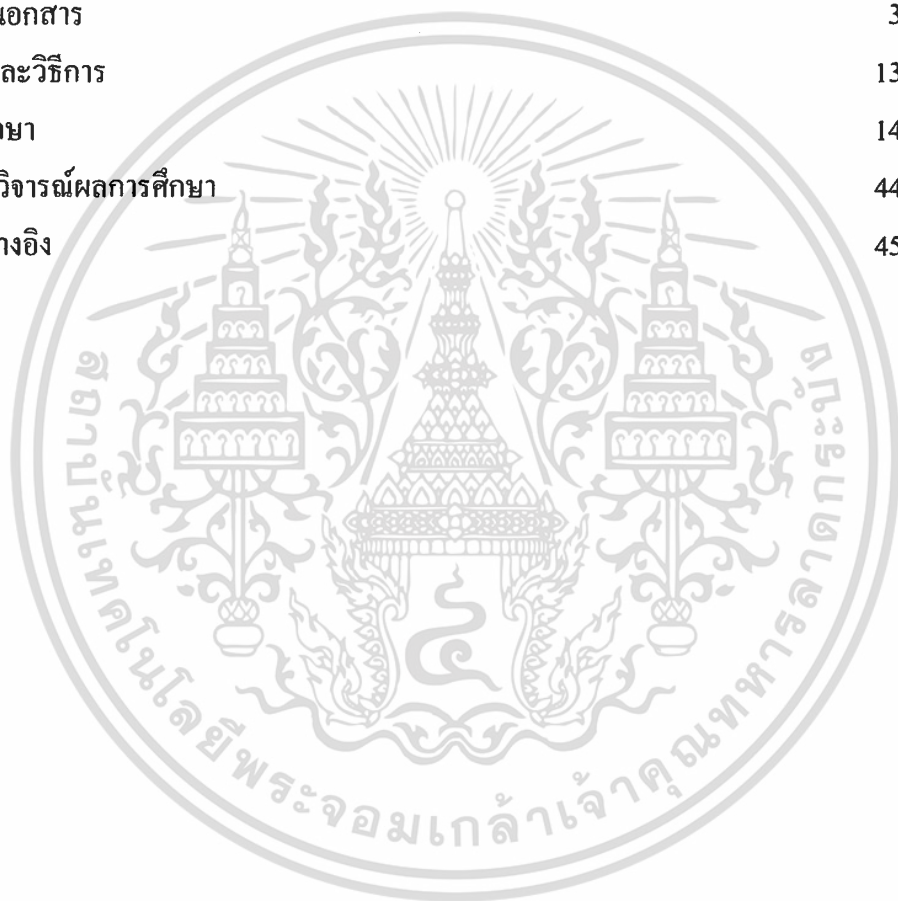 นอกสาร 3
ละวิธีการ 13
าษา 14
วิจารณ์ผลการศึกษา 44
างอิง 45
สถาบันเทคโนโลยีพระจอมเกล้าเจ้าคุณทหารลาดกระบัง
๔